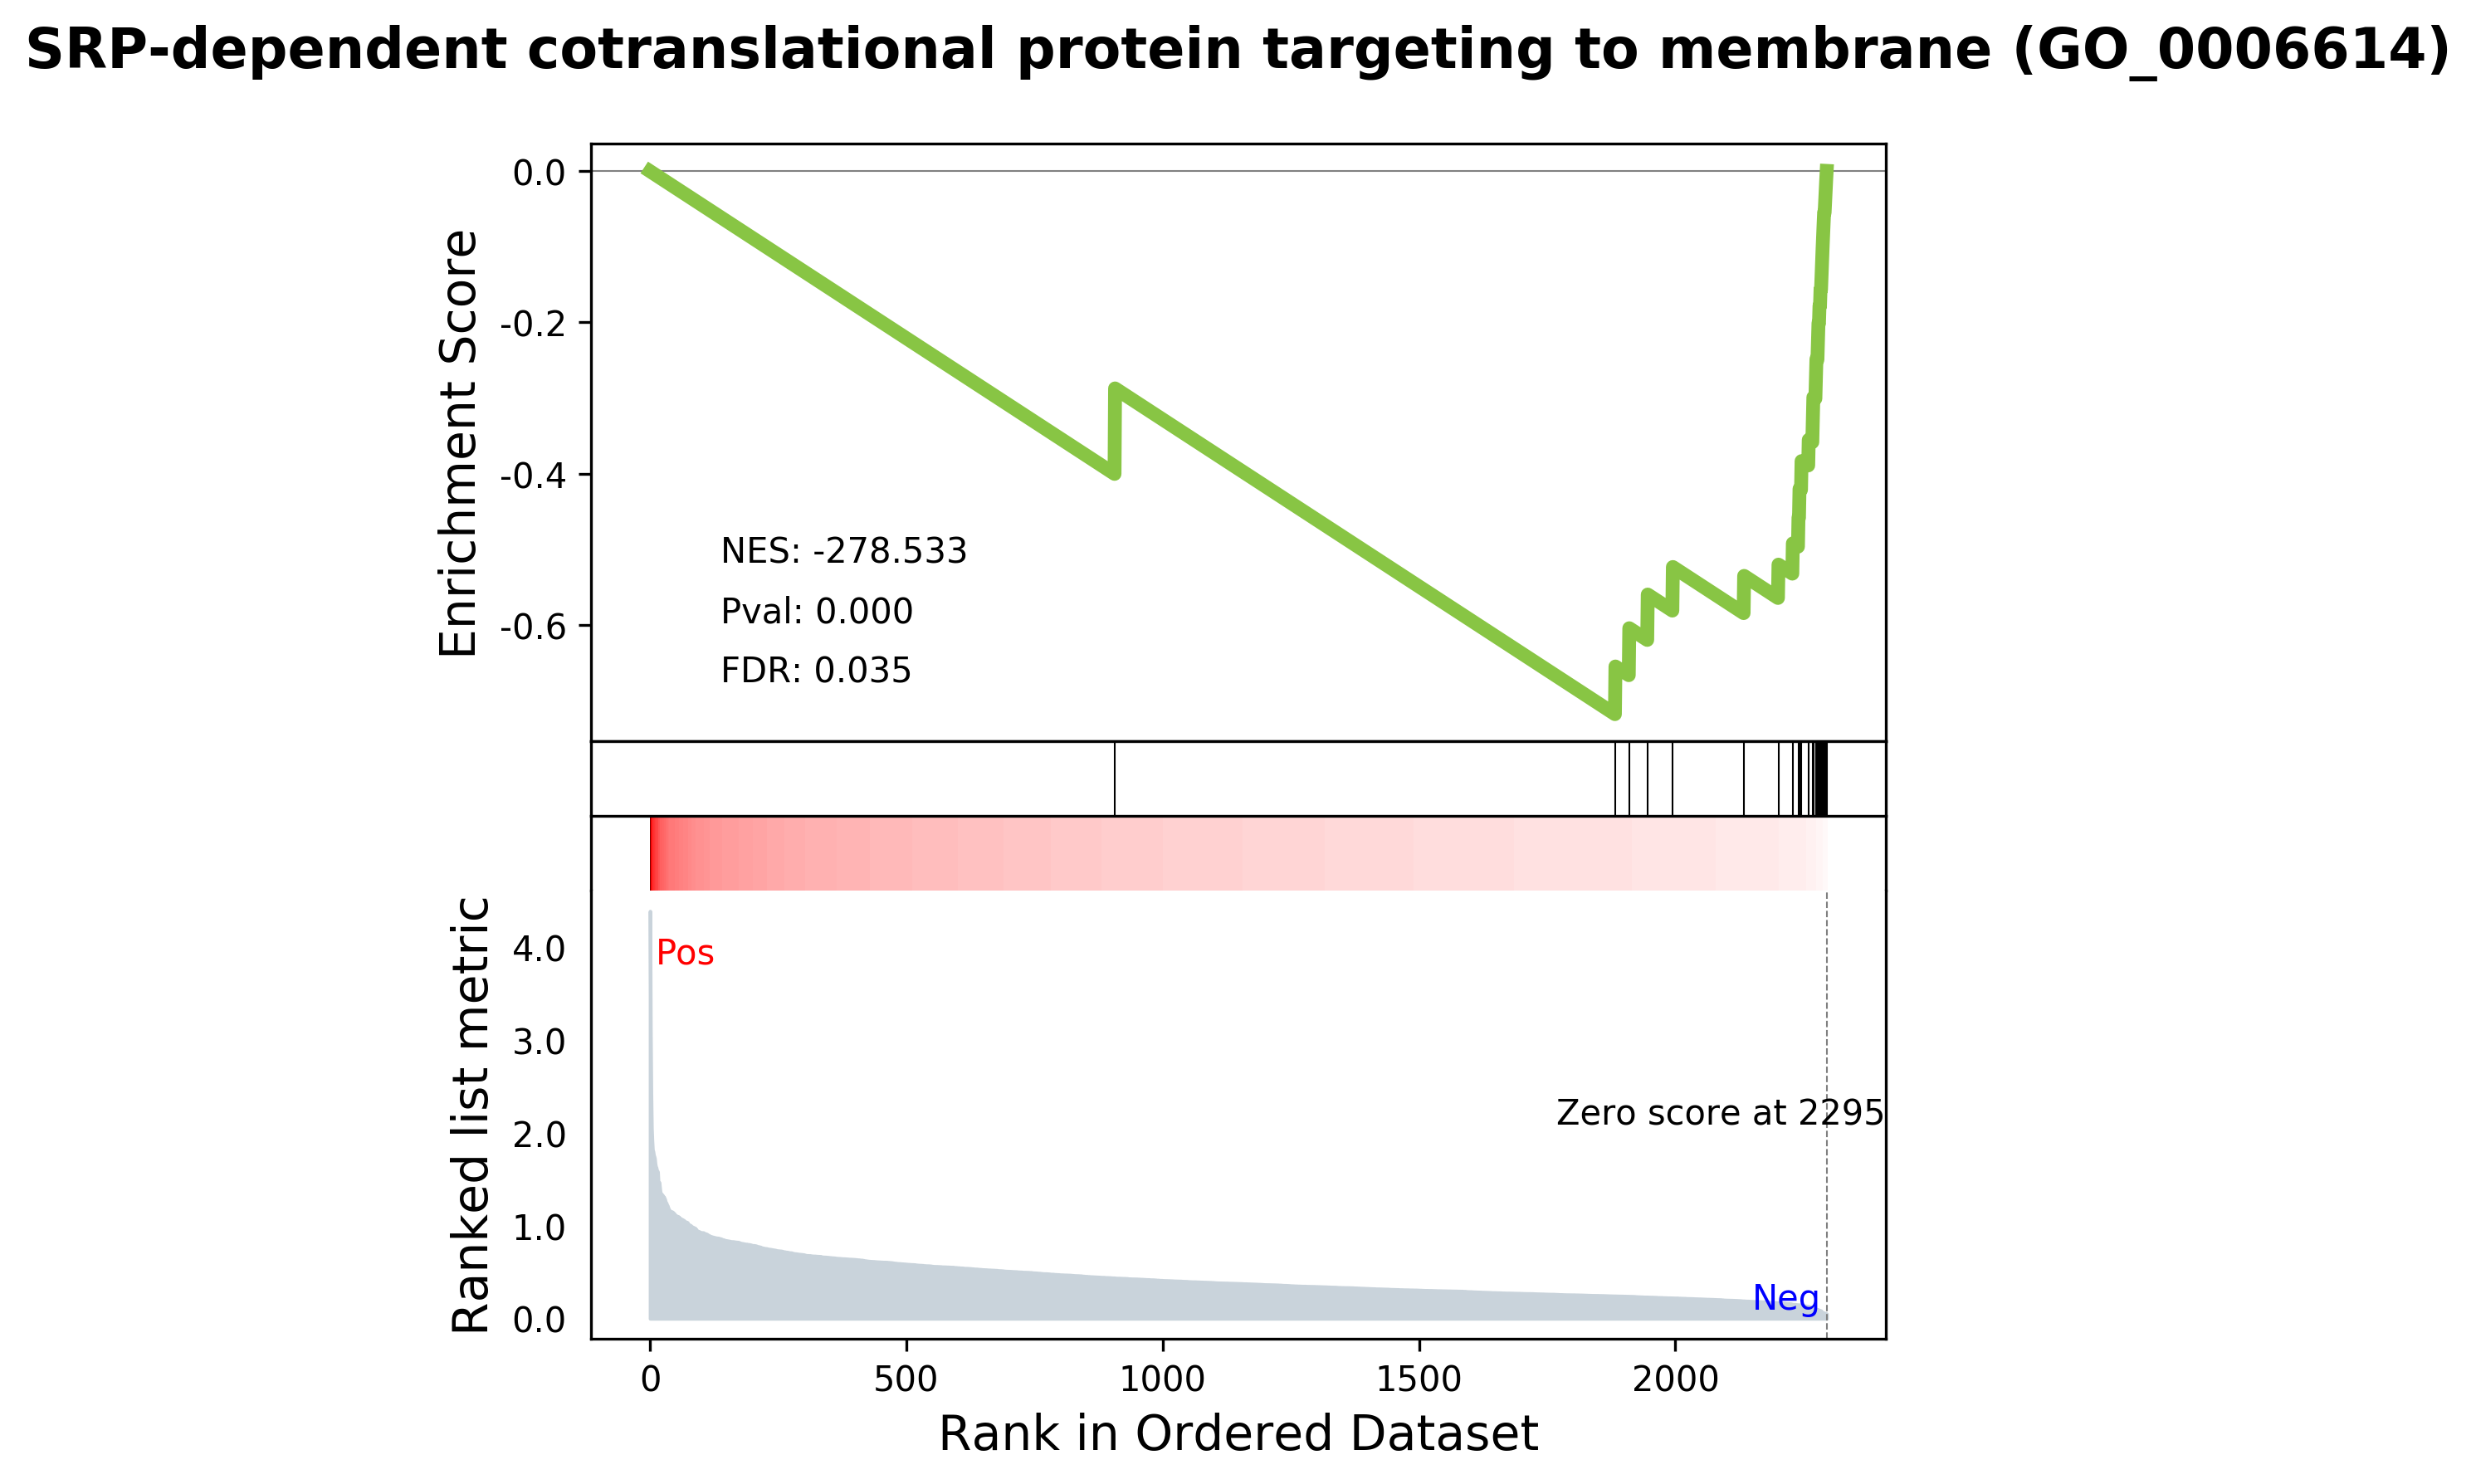 SRP-dependent cotranslational protein targeting to membrane (GO_0006614)
Enrichment Score
0.0
-0.2
-0.4
-0.6
NES: -278.533
Pval: 0.000
FDR: 0.035
Ranked list metric
4.0
3.0
2.0
1.0
0.0
Pos
Zero score at 2295
Neg
0 500 1000 1500 2000
Rank in Ordered Dataset